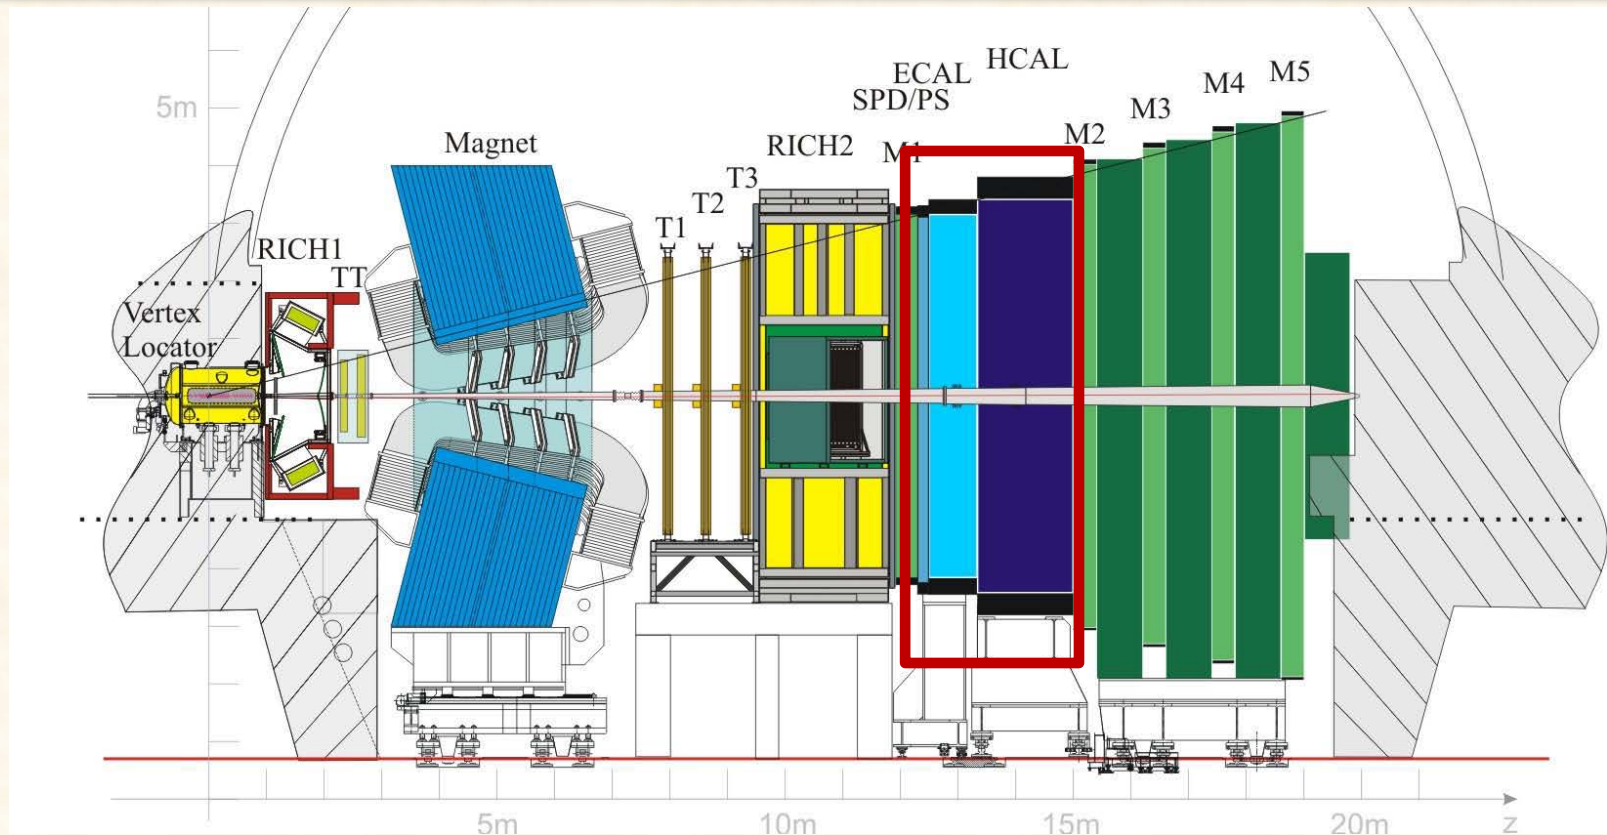 5m
Magnet
RICH1
TT
Vertex
Locator
T1
T2
T3
RICH2
M1
SPD/PS
ECAL
HCAL
M2
M3
M4
M5
5m
10m
15m
20m
z